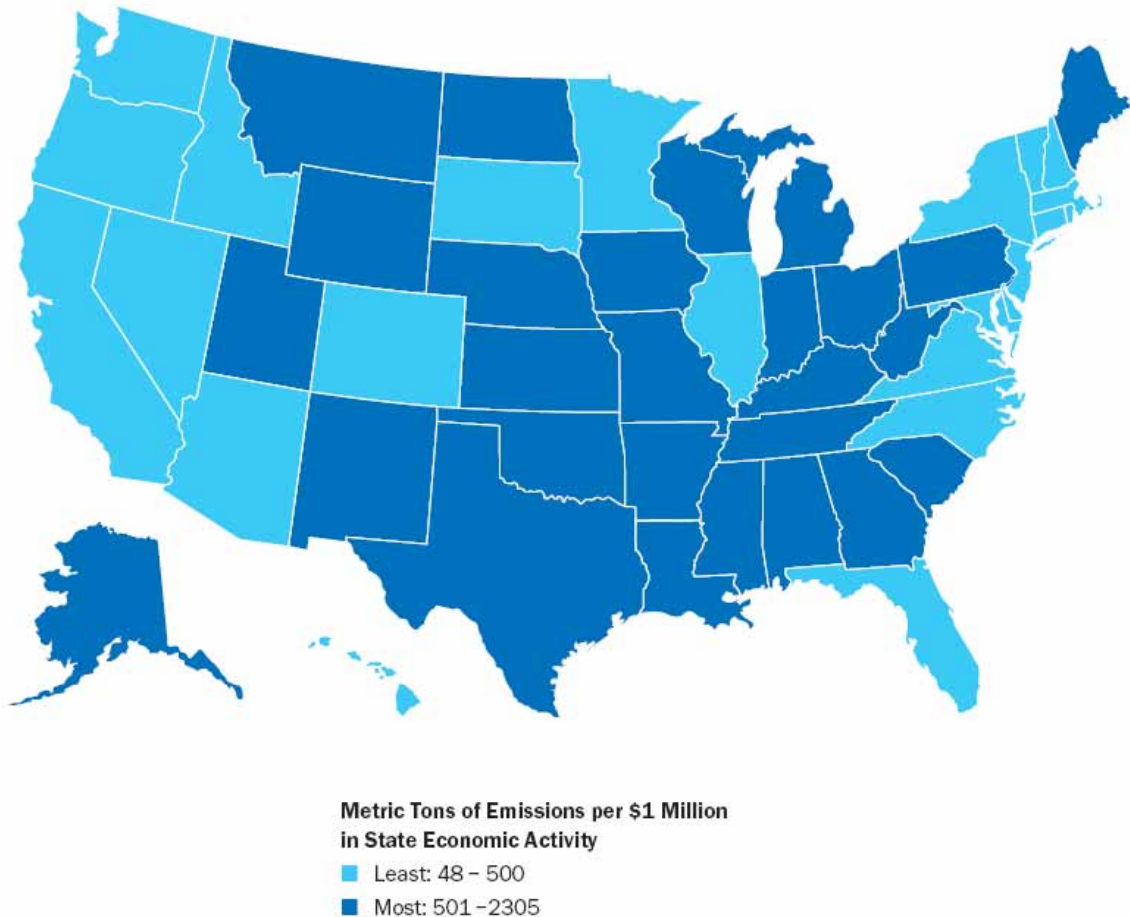 Metric Tons of Emissions per $1 Million
in State Economic Activity
Least: 48 – 500
Most: 501 –2305